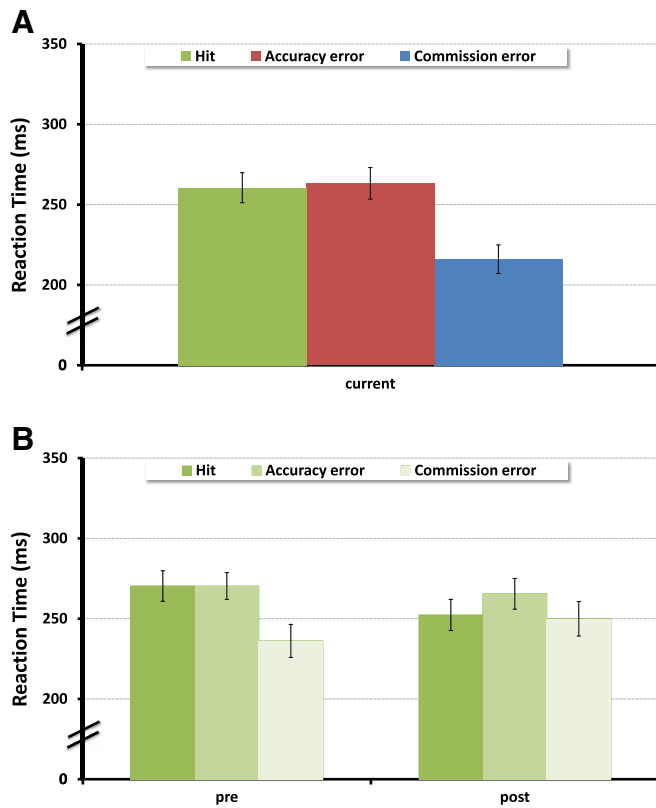 A
350
Hit Accuracy error Commission error
300
250
200
0
Reaction Time (ms)
current
B
350
Hit Accuracy error Commission error
300
250
200
0
Reaction Time (ms)
pre post